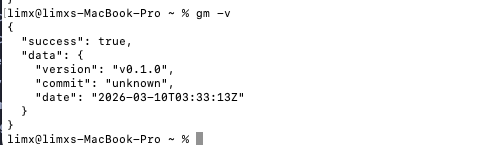 }
limx@limxs-MacBook-Pro ~ % gm -v
{
  "success": true,
  "data": {
    "version": "v0.1.0",
    "commit": "unknown",
    "date": "2026-03-10T03:33:13Z"
  }
}
limx@limxs-MacBook-Pro ~ %